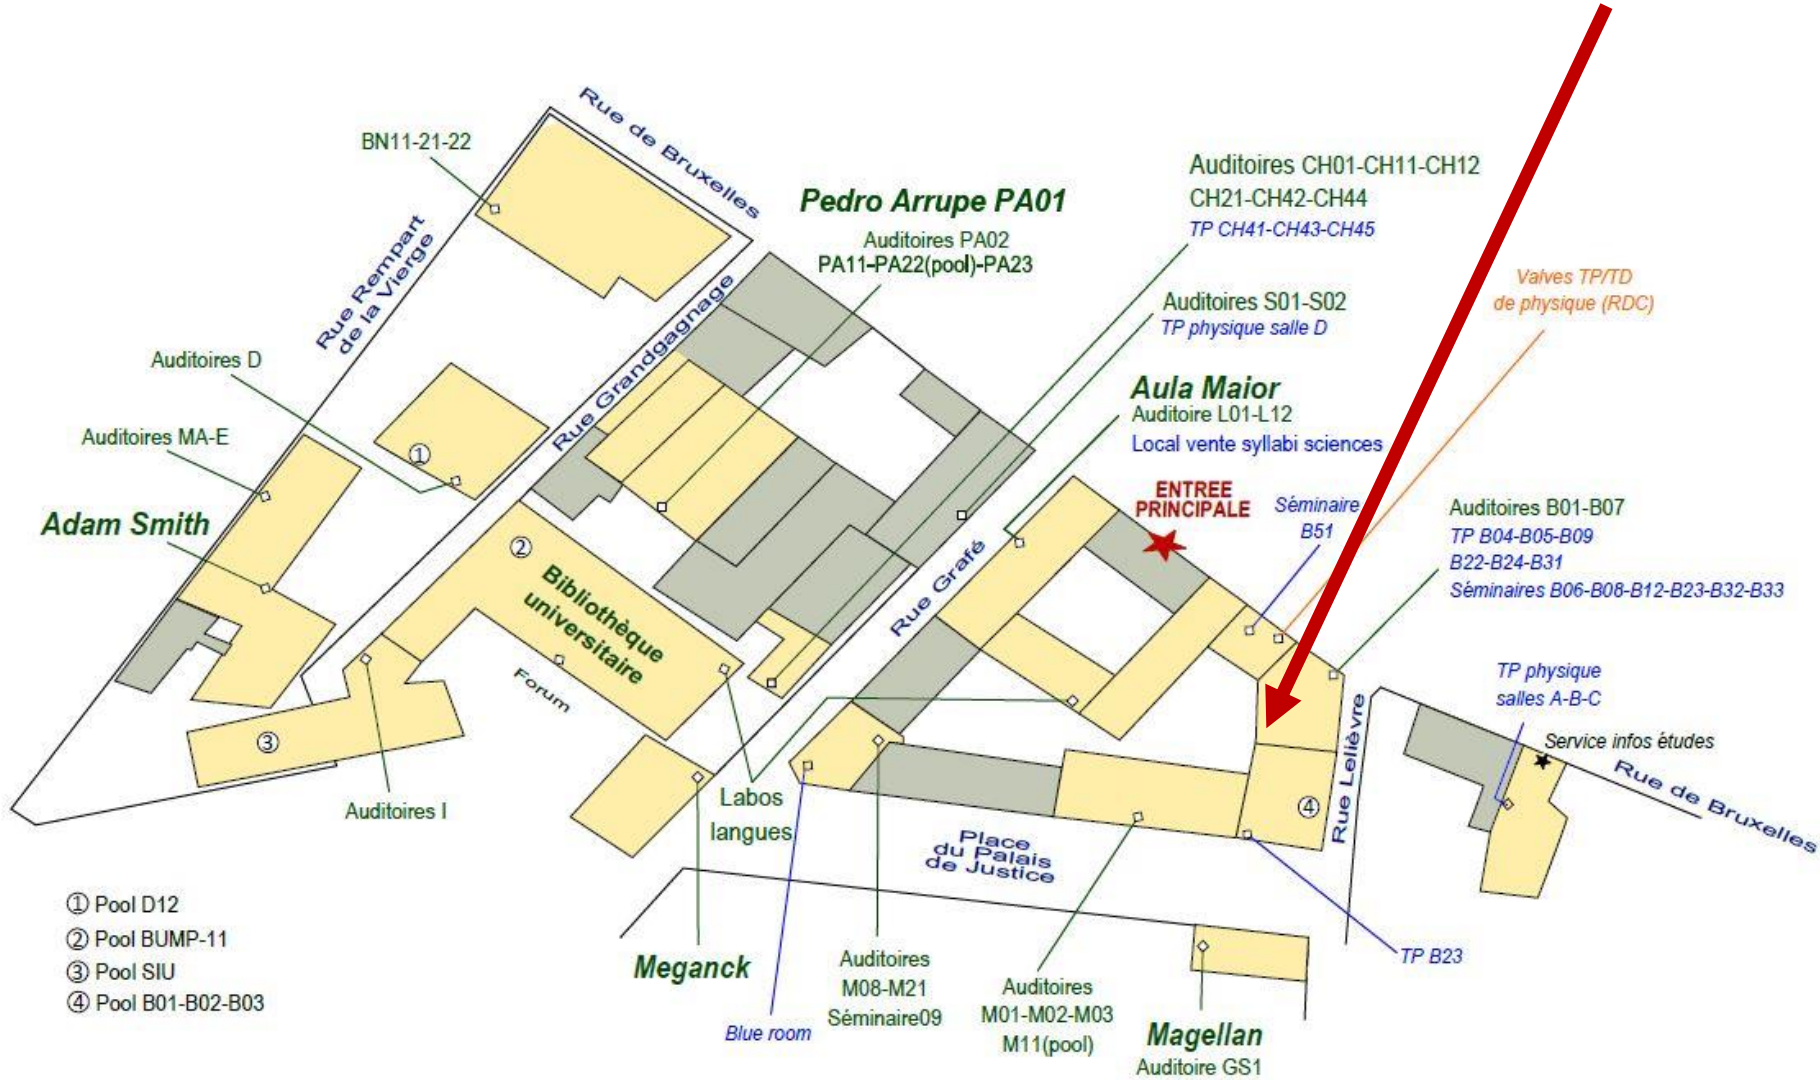 Rue de Bruxelles
BN11-21-22
Rue Rempart
de la Vierge
Rue Grandgagnage
Pedro Arrupe PA01
Auditoires PA02
PA11-PA22(pool)-PA23
Auditoires CH01-CH11-CH12
CH21-CH42-CH44
TP CH41-CH43-CH45
Auditoires S01-S02
TP physique salle D
Valves TP/TD
de physique (RDC)
Auditoires D
Auditoires MA-E
Adam Smith
Aula Maior
Auditoire L01-L12
Local vente syllabi sciences
ENTREE
PRINCIPALE
Séminaire
B51
Auditoires B01-B07
TP B04-B05-B09
B22-B24-B31
Séminaires B06-B08-B12-B23-B32-B33
①
②
Bibliothèque
universitaire
Rue Grafé
Forum
③
Auditoires I
TP physique
salles A-B-C
Service infos études
Rue de Bruxelles
Rue Lelièvre
④
Labos
langues
Place
du Palais
de Justice
Meganck
Blue room
Auditoires
M08-M21
Séminaire09
Auditoires
M01-M02-M03
M11(pool)
TP B23
Magellan
Auditoire GS1
① Pool D12
② Pool BUMP-11
③ Pool SIU
④ Pool B01-B02-B03